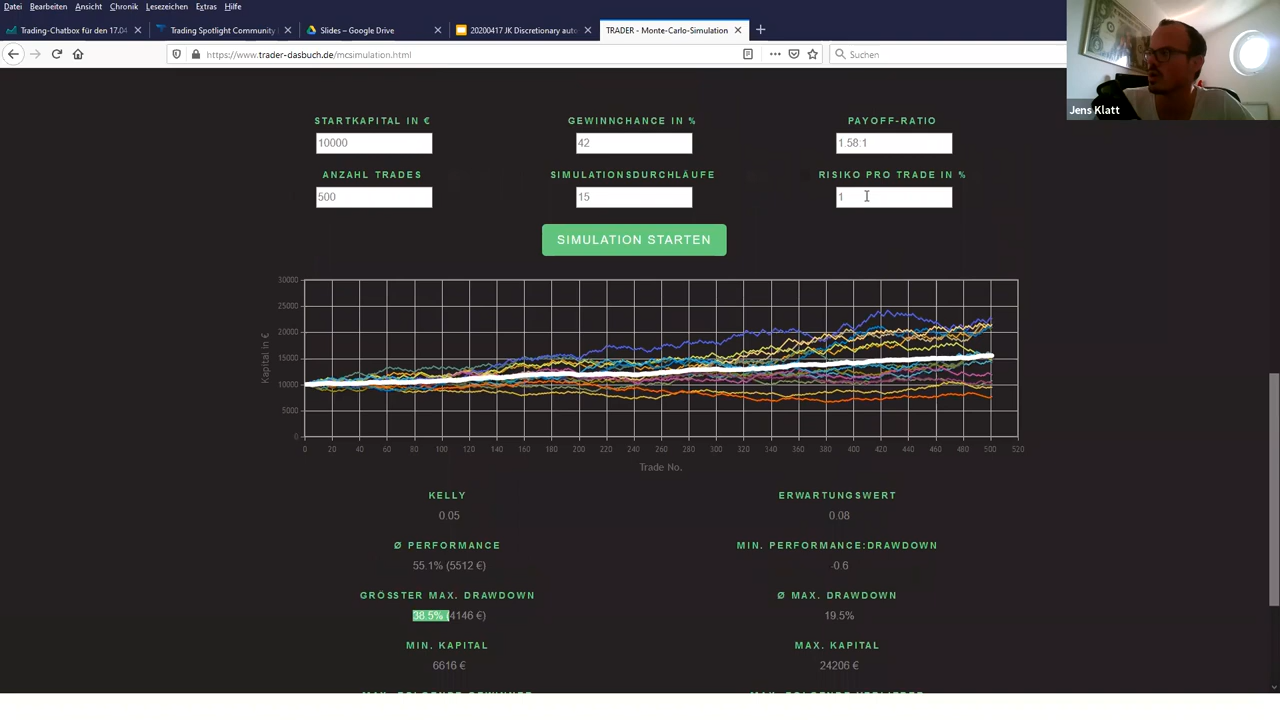 Datei Bearbeiten Ansicht Chronik Lesezeichen Extras Hilfe
Trading-Chatbox für den 17.04 Trading Spotlight Community Slides – Google Drive 20200417 JK Discretionary auto TRADER - Monte-Carlo-Simulation
https://www.trader-dasbuch.de/mcsimulation.html Suchen
Jens Klatt
STARTKAPITAL IN € GEWINNCHANCE IN % PAYOFF-RATIO
10000 42 1.58:1
ANZAHL TRADES SIMULATIONSDURCHLÄUFE RISIKO PRO TRADE IN %
500 15 1
SIMULATION STARTEN
30000
25000
20000
15000
10000
5000
0
Kapital in €
0 20 40 60 80 100 120 140 160 180 200 220 240 260 280 300 320 340 360 380 400 420 440 460 480 500 520
Trade No.
KELLY ERWARTUNGSWERT
0.05 0.08
Ø PERFORMANCE MIN. PERFORMANCE:DRAWDOWN
55.1% (5512 €) -0.6
GRÖSSTER MAX. DRAWDOWN Ø MAX. DRAWDOWN
38.5% (4146 €) 19.5%
MIN. KAPITAL MAX. KAPITAL
6616 € 24206 €